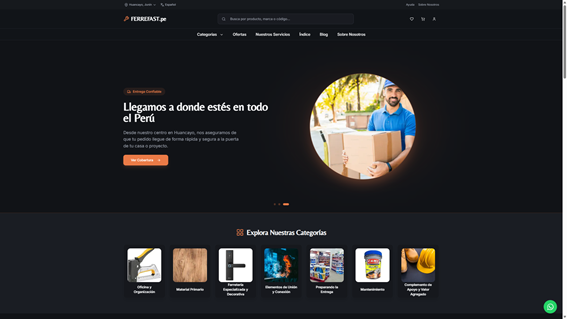 Huancayo, Junín
Español
Ayuda
Sobre Nosotros
FERREFAST.pe
Busca por producto, marca o código...
Categorías
Ofertas
Nuestros Servicios
Índice
Blog
Sobre Nosotros
Entrega Confiable
Llegamos a donde estés en todo
el Perú
Desde nuestro centro en Huancayo, nos aseguramos de
que tu pedido llegue de forma rápida y segura a la puerta
de tu casa o proyecto.
Ver Cobertura
Explora Nuestras Categorías
Oficina y
Organización
Material Primario
Ferretería
Especializada y
Decorativa
Elementos de Unión
y Conexión
Preparando la
Entrega
Mantenimiento
Complemento de
Apoyo y Valor
Agregado